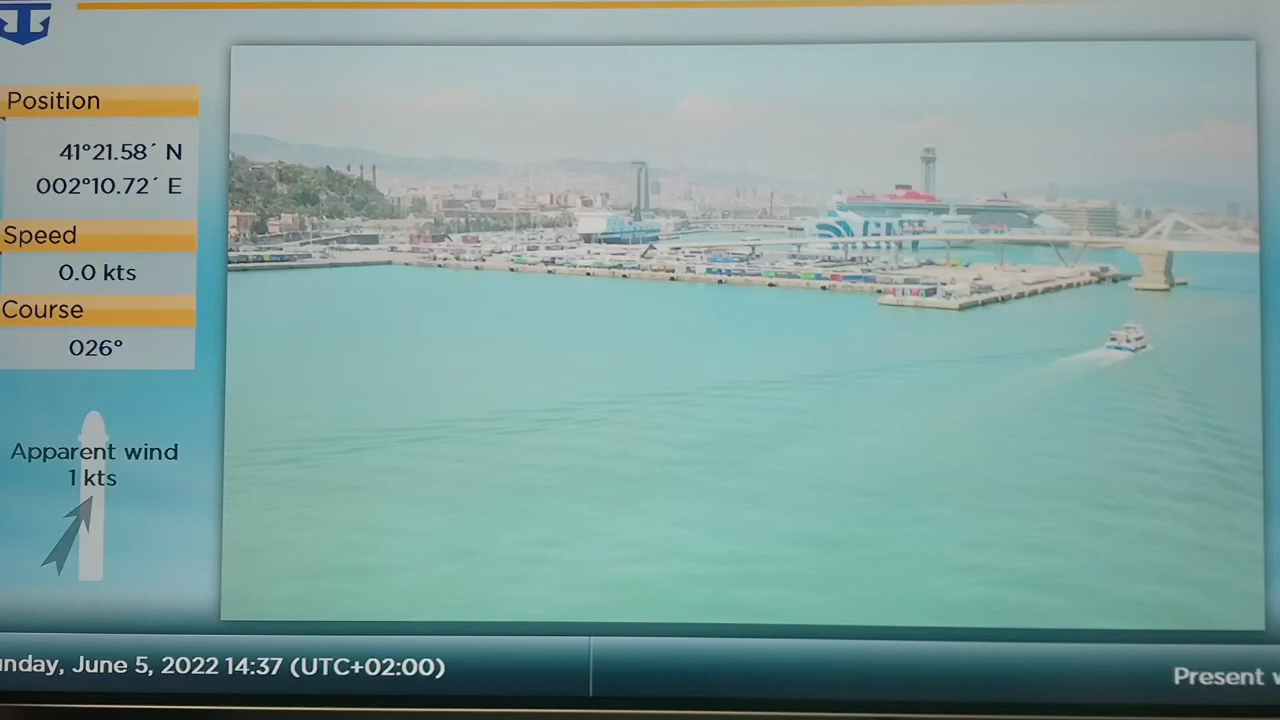 Position
41°21.58´ N
002°10.72´ E
Speed
0.0 kts
Course
026°
Apparent wind
1 kts
GNV
unday, June 5, 2022 14:37 (UTC+02:00)
Present w